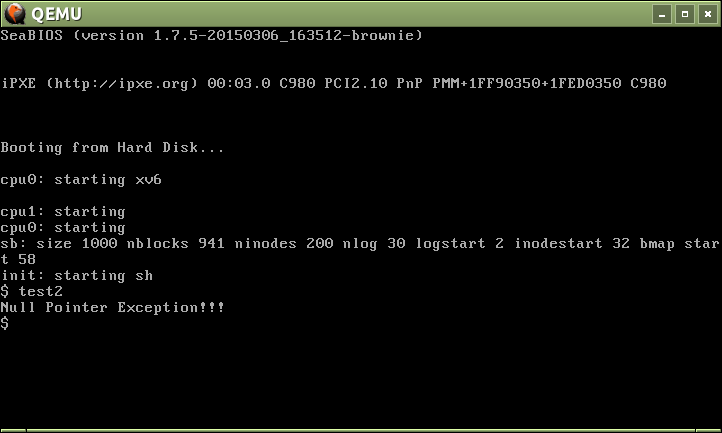 QEMU
SeaBIOS (version 1.7.5-20150306_163512-brownie)
iPXE (http://ipxe.org) 00:03.0 C980 PCI2.10 PnP PMM+1FF90350+1FED0350 C980
Booting from Hard Disk...
cpu0: starting xv6
cpu1: starting
cpu0: starting
sb: size 1000 nblocks 941 ninodes 200 nlog 30 logstart 2 inodestart 32 bmap star
t 58
init: starting sh
$ test2
Null Pointer Exception!!!
$